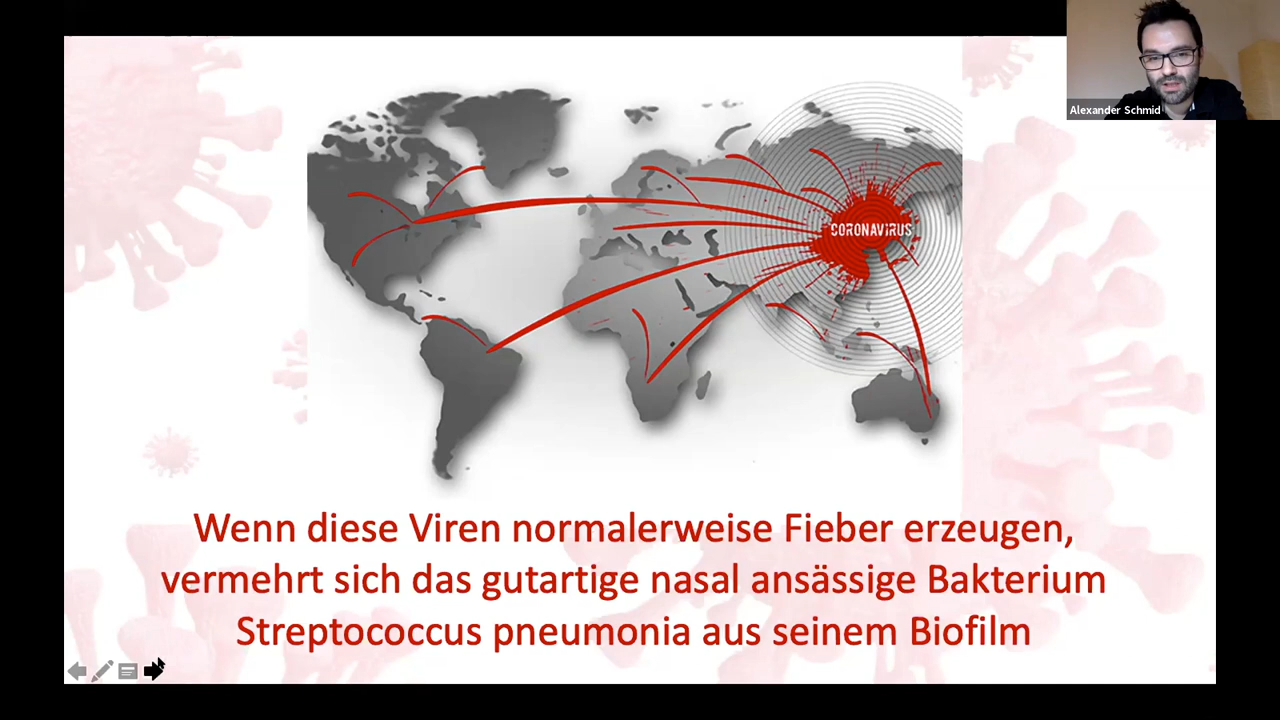 Alexander Schmid
CORONAVIRUS
Wenn diese Viren normalerweise Fieber erzeugen,
vermehrt sich das gutartige nasal ansässige Bakterium
Streptococcus pneumonia aus seinem Biofilm